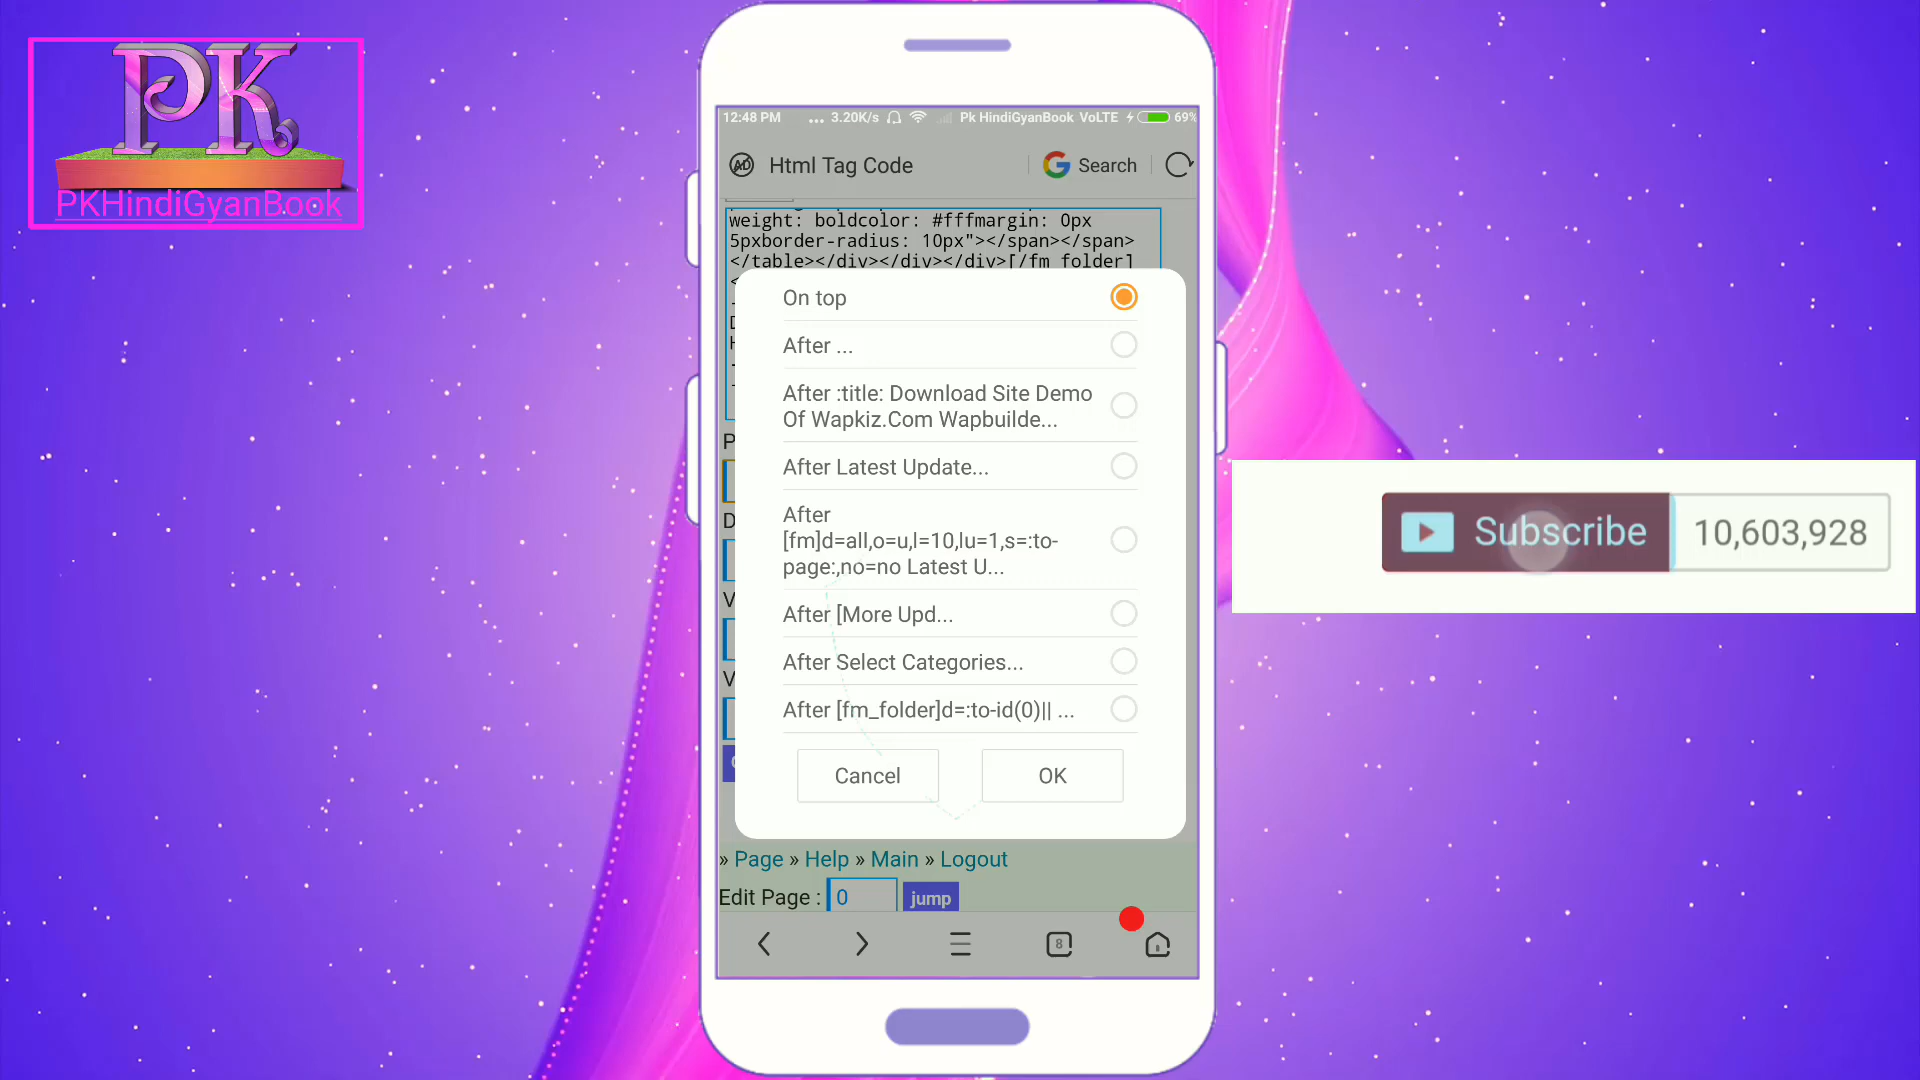 PK
PKHindiGyanBook
12:48 PM ... 3.20K/s Pk HindiGyanBook VoLTE 69%
AD Html Tag Code G Search
weight: boldcolor: #fffmargin: 0px
5pxborder-radius: 10px"></span></span>
</table></div></div></div>[/fm_folder]
On top
After ...
After :title: Download Site Demo
Of Wapkiz.Com Wapbuilde...
After Latest Update...
After
[fm]d=all,o=u,l=10,lu=1,s=:to-
page:,no=no Latest U...
After [More Upd...
After Select Categories...
After [fm_folder]d=:to-id(0)|| ...
Cancel OK
» Page » Help » Main » Logout
Edit Page : 0 jump
8
Subscribe 10,603,928